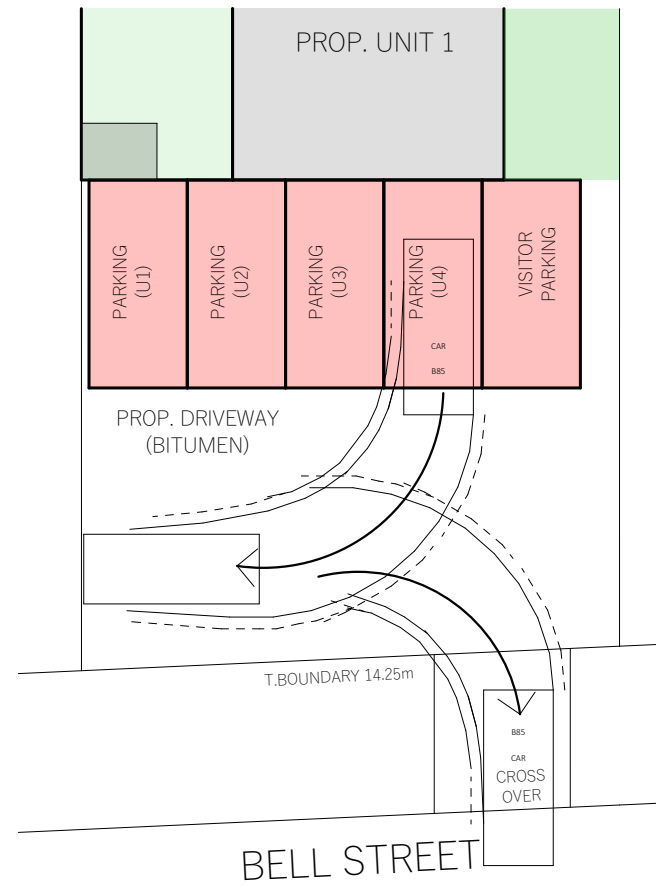 PROP. UNIT 1
PARKING
(U1)
PARKING
(U2)
PARKING
(U3)
PARKING
(U4)
VISITOR
PARKING
CAR
B85
PROP. DRIVEWAY
(BITUMEN)
T.BOUNDARY 14.25m
B85
CAR
CROSS
OVER
BELL STREET